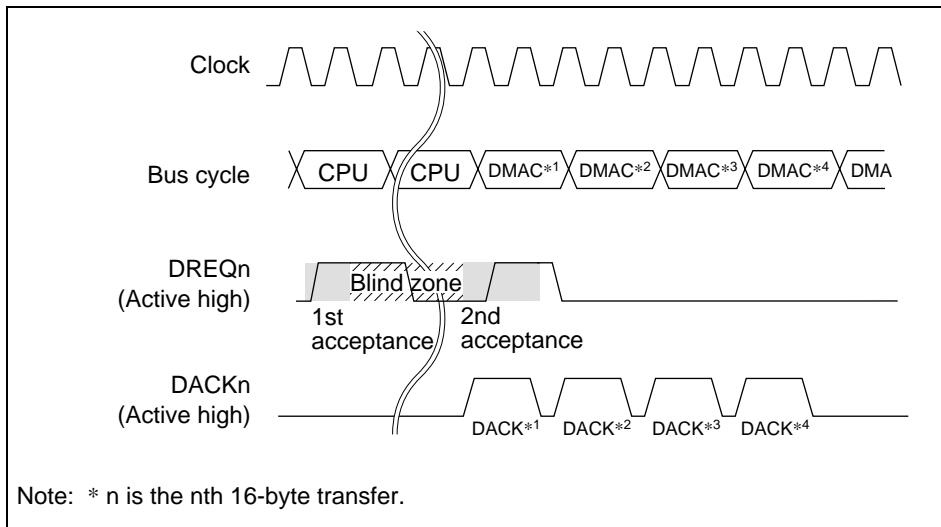 Clock
Bus cycle
CPU
CPU
DMAC*1
DMAC*2
DMAC*3
DMAC*4
DMA
DREQn
(Active high)
Blind zone
1st
acceptance
2nd
acceptance
DACKn
(Active high)
DACK*1
DACK*2
DACK*3
DACK*4
Note: * n is the nth 16-byte transfer.